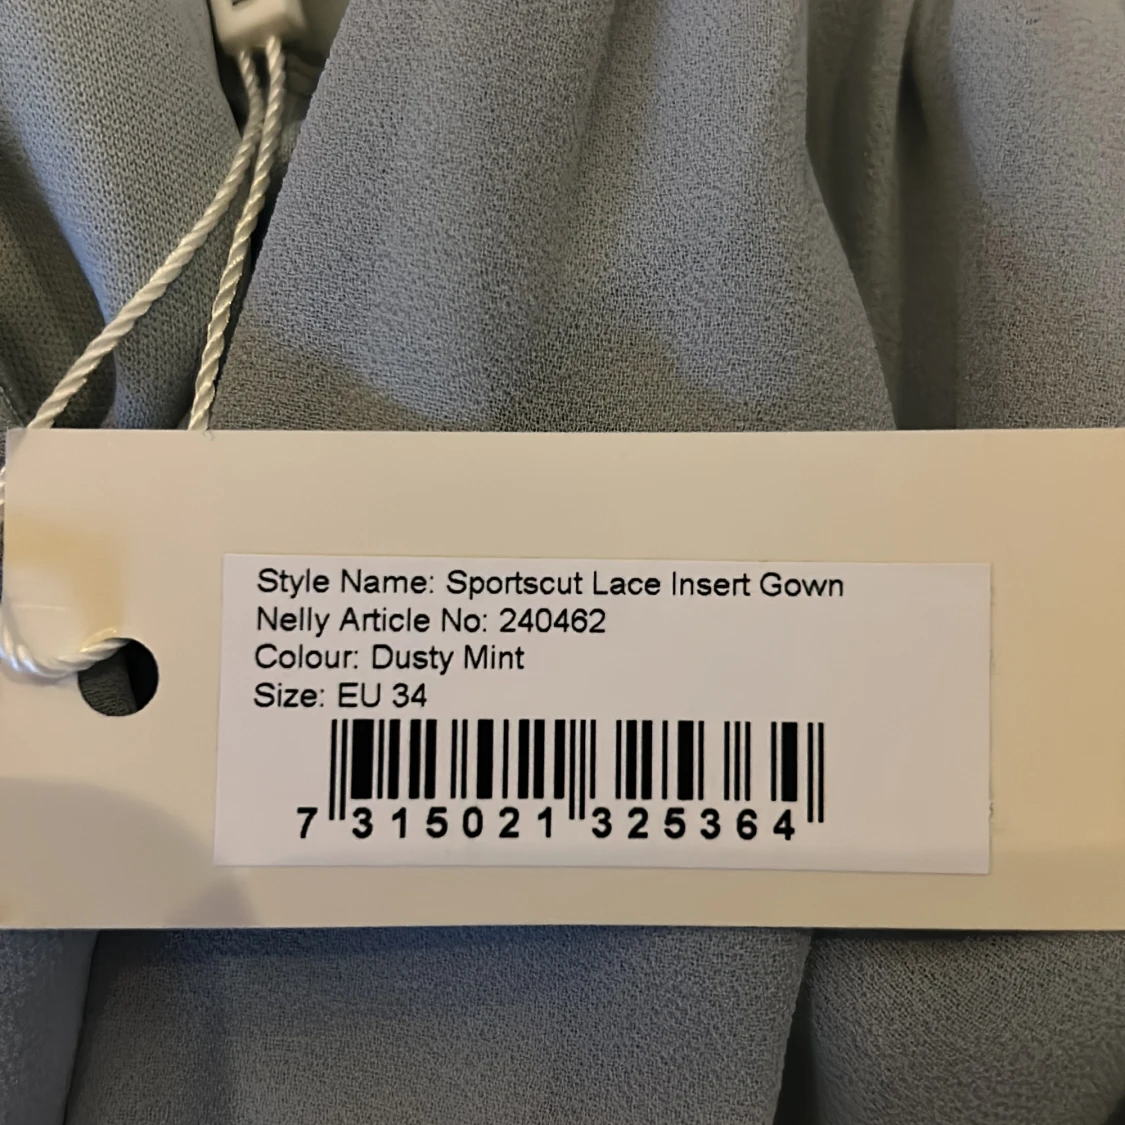 Style Name: Sportscut Lace Insert Gown
Nelly Article No: 240462
Colour: Dusty Mint
Size: EU 34
7 315021 325364